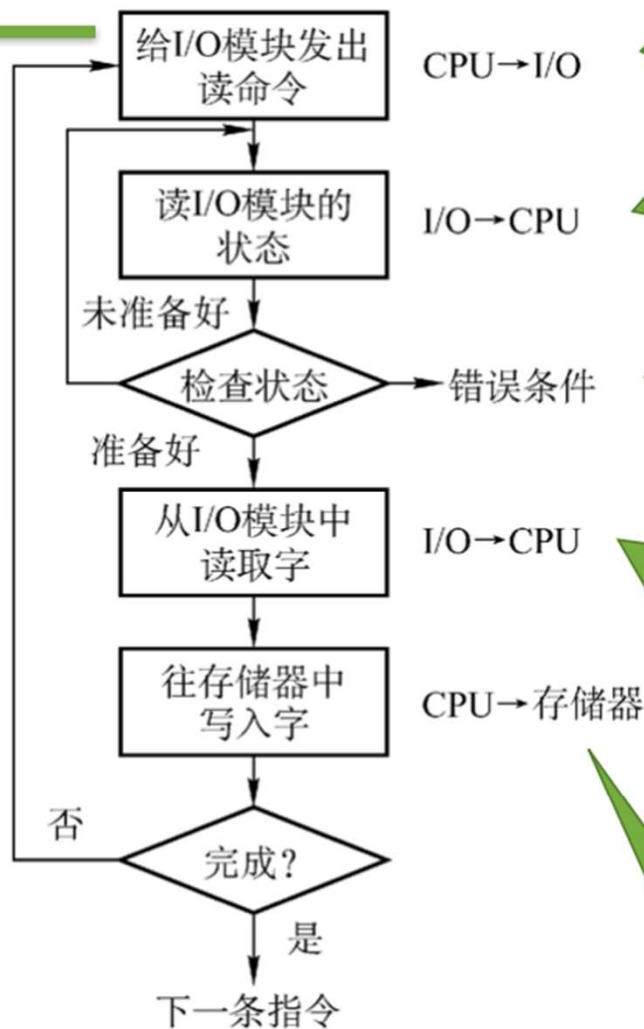 给I/O模块发出
读命令
CPU→I/O
读I/O模块的
状态
I/O→CPU
未准备好
检查状态
错误条件
准备好
从I/O模块中
读取字
I/O→CPU
往存储器中
写入字
CPU→存储器
否
完成?
是
下一条指令